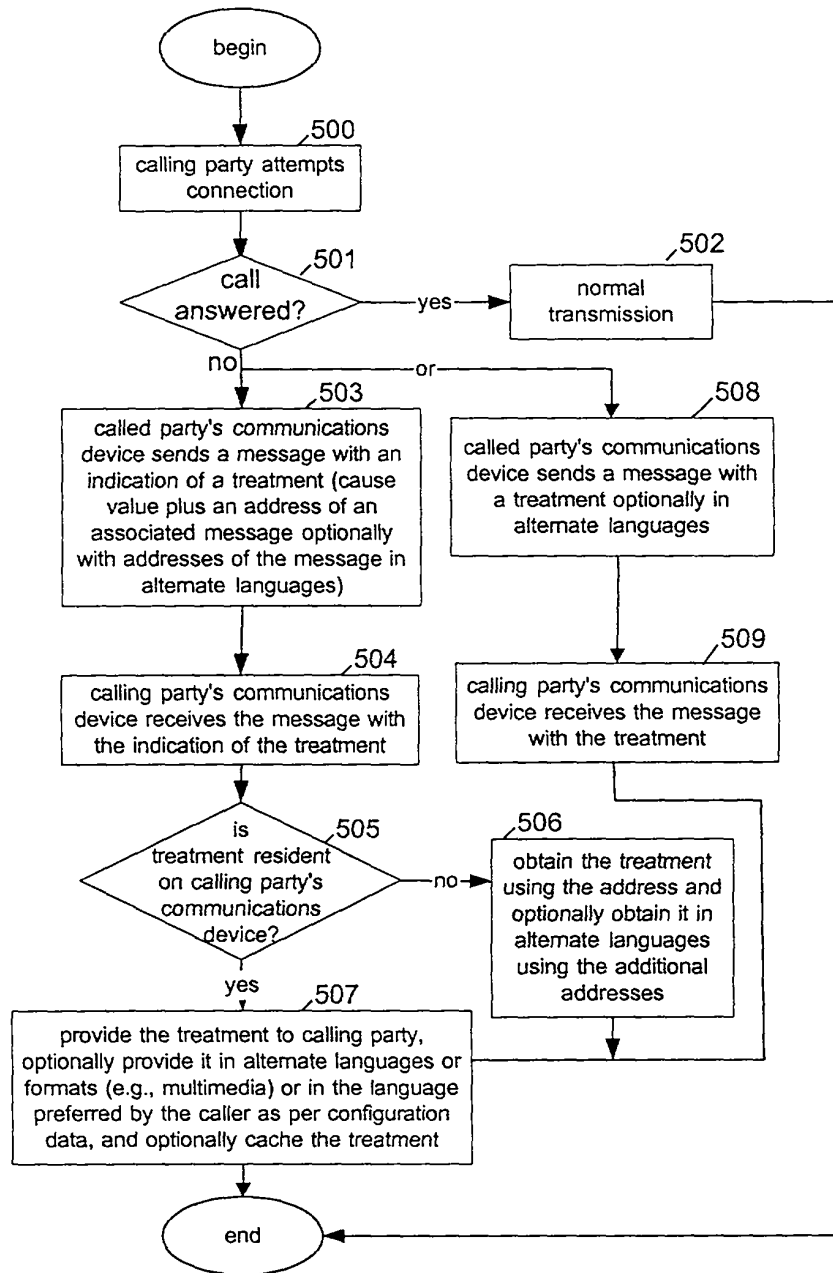 begin
500
calling party attempts
connection
501
call
answered?
yes
502
normal
transmission
no
or
503
called party's communications
device sends a message with an
indication of a treatment (cause
value plus an address of an
associated message optionally
with addresses of the message in
alternate languages)
508
called party's communications
device sends a message with
a treatment optionally in
alternate languages
504
calling party's communications
device receives the message with
the indication of the treatment
509
calling party's communications
device receives the message
with the treatment
505
is
treatment resident
on calling party's
communications
device?
no
506
obtain the treatment
using the address and
optionally obtain it in
alternate languages
using the additional
addresses
yes
507
provide the treatment to calling party,
optionally provide it in alternate languages or
formats (e.g., multimedia) or in the language
preferred by the caller as per configuration
data, and optionally cache the treatment
end